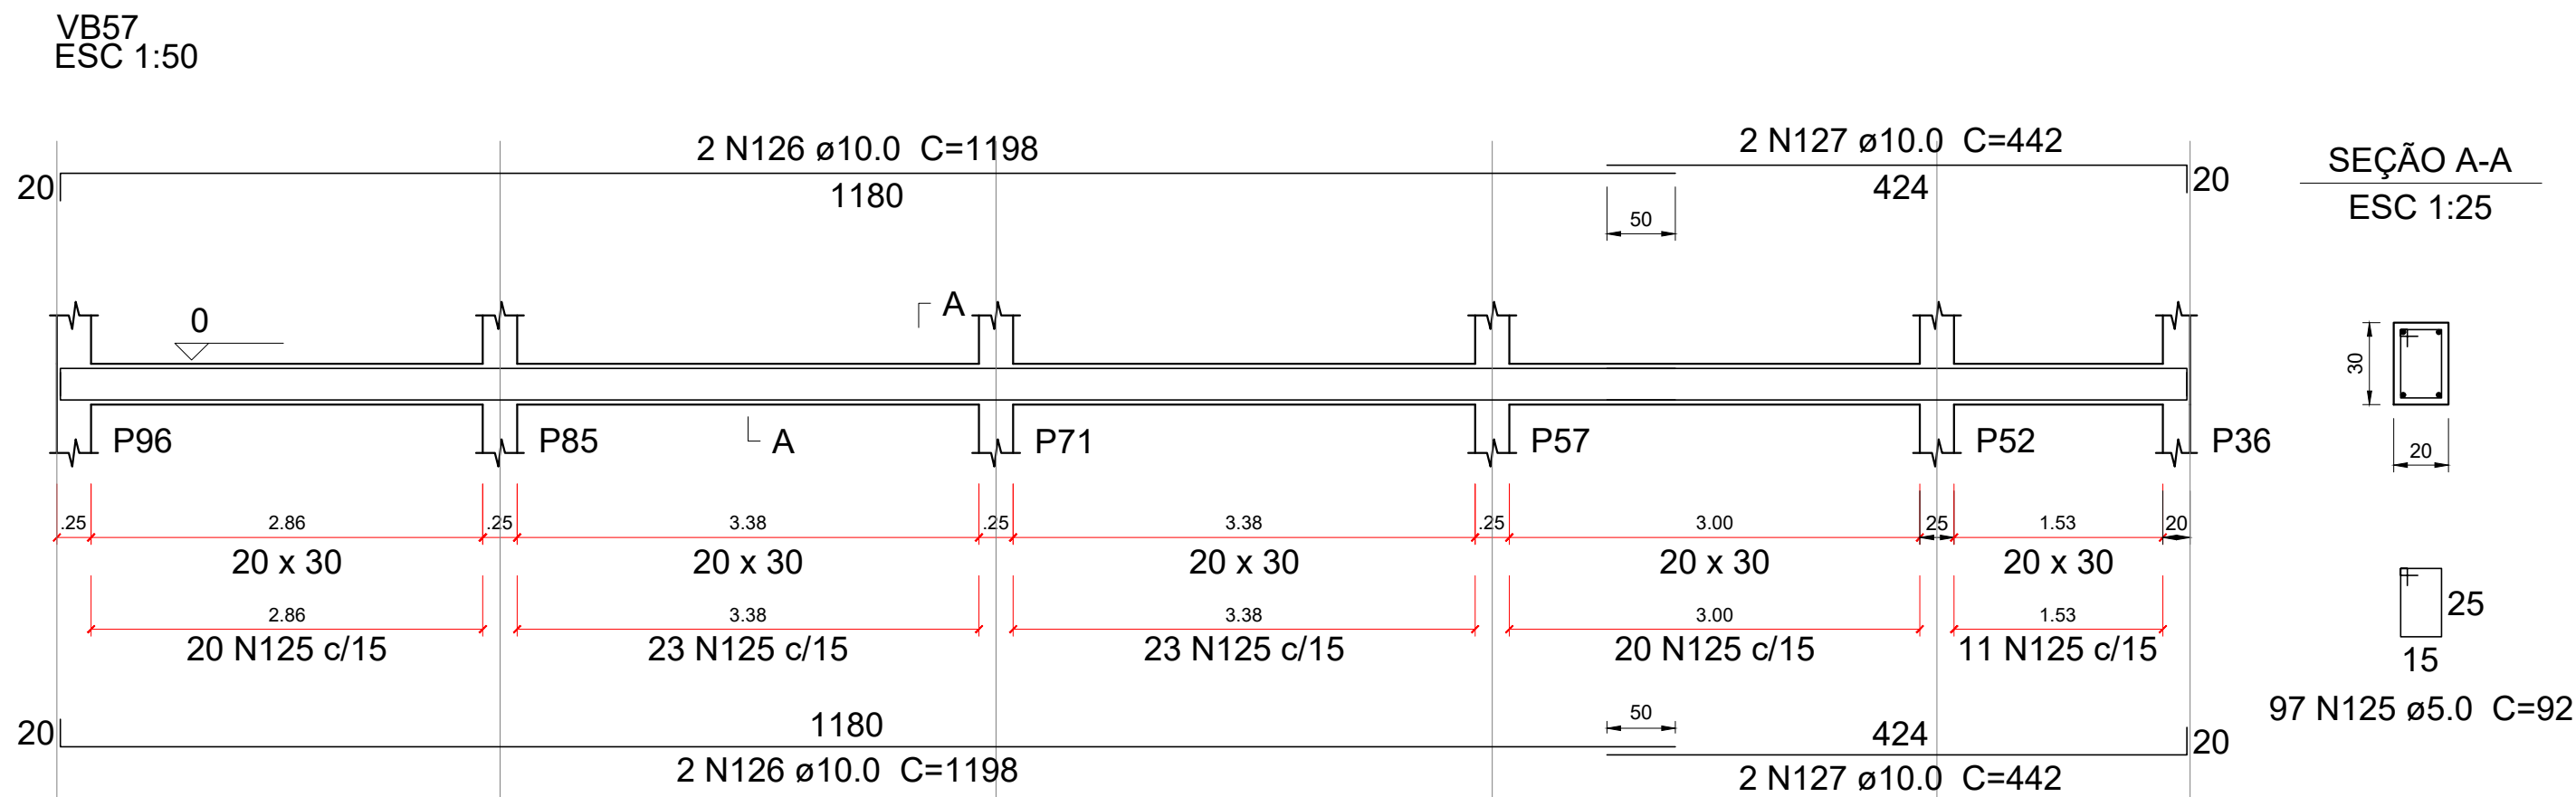 VB57
ESC 1:50
2 N126 ø10.0 C=1198
2 N127 ø10.0 C=442
20
1180
424
20
50
SEÇÃO A-A
ESC 1:25
0
A
30
20
P96
P85
A
P71
P57
P52
P36
.25
2.86
.25
3.38
.25
3.38
.25
3.00
25
1.53
20
20 x 30
20 x 30
20 x 30
20 x 30
20 x 30
2.86
3.38
3.38
3.00
1.53
20 N125 c/15
23 N125 c/15
23 N125 c/15
20 N125 c/15
11 N125 c/15
25
15
97 N125 ø5.0 C=92
20
1180
50
424
20
2 N126 ø10.0 C=1198
2 N127 ø10.0 C=442